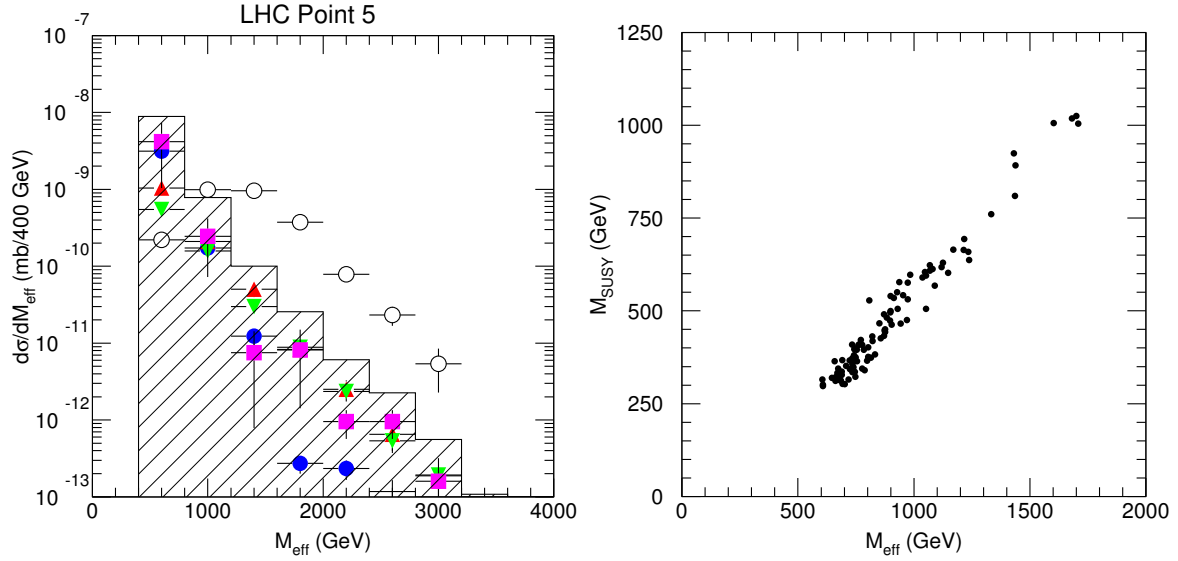 LHC Point 5
dσ/dM_eff (mb/400 GeV)
10 -7
10 -8
10 -9
10 -10
10 -11
10 -12
10 -13
0 1000 2000 3000 4000
M_eff (GeV)
M_SUSY (GeV)
1250
1000
750
500
250
0
0 500 1000 1500 2000
M_eff (GeV)